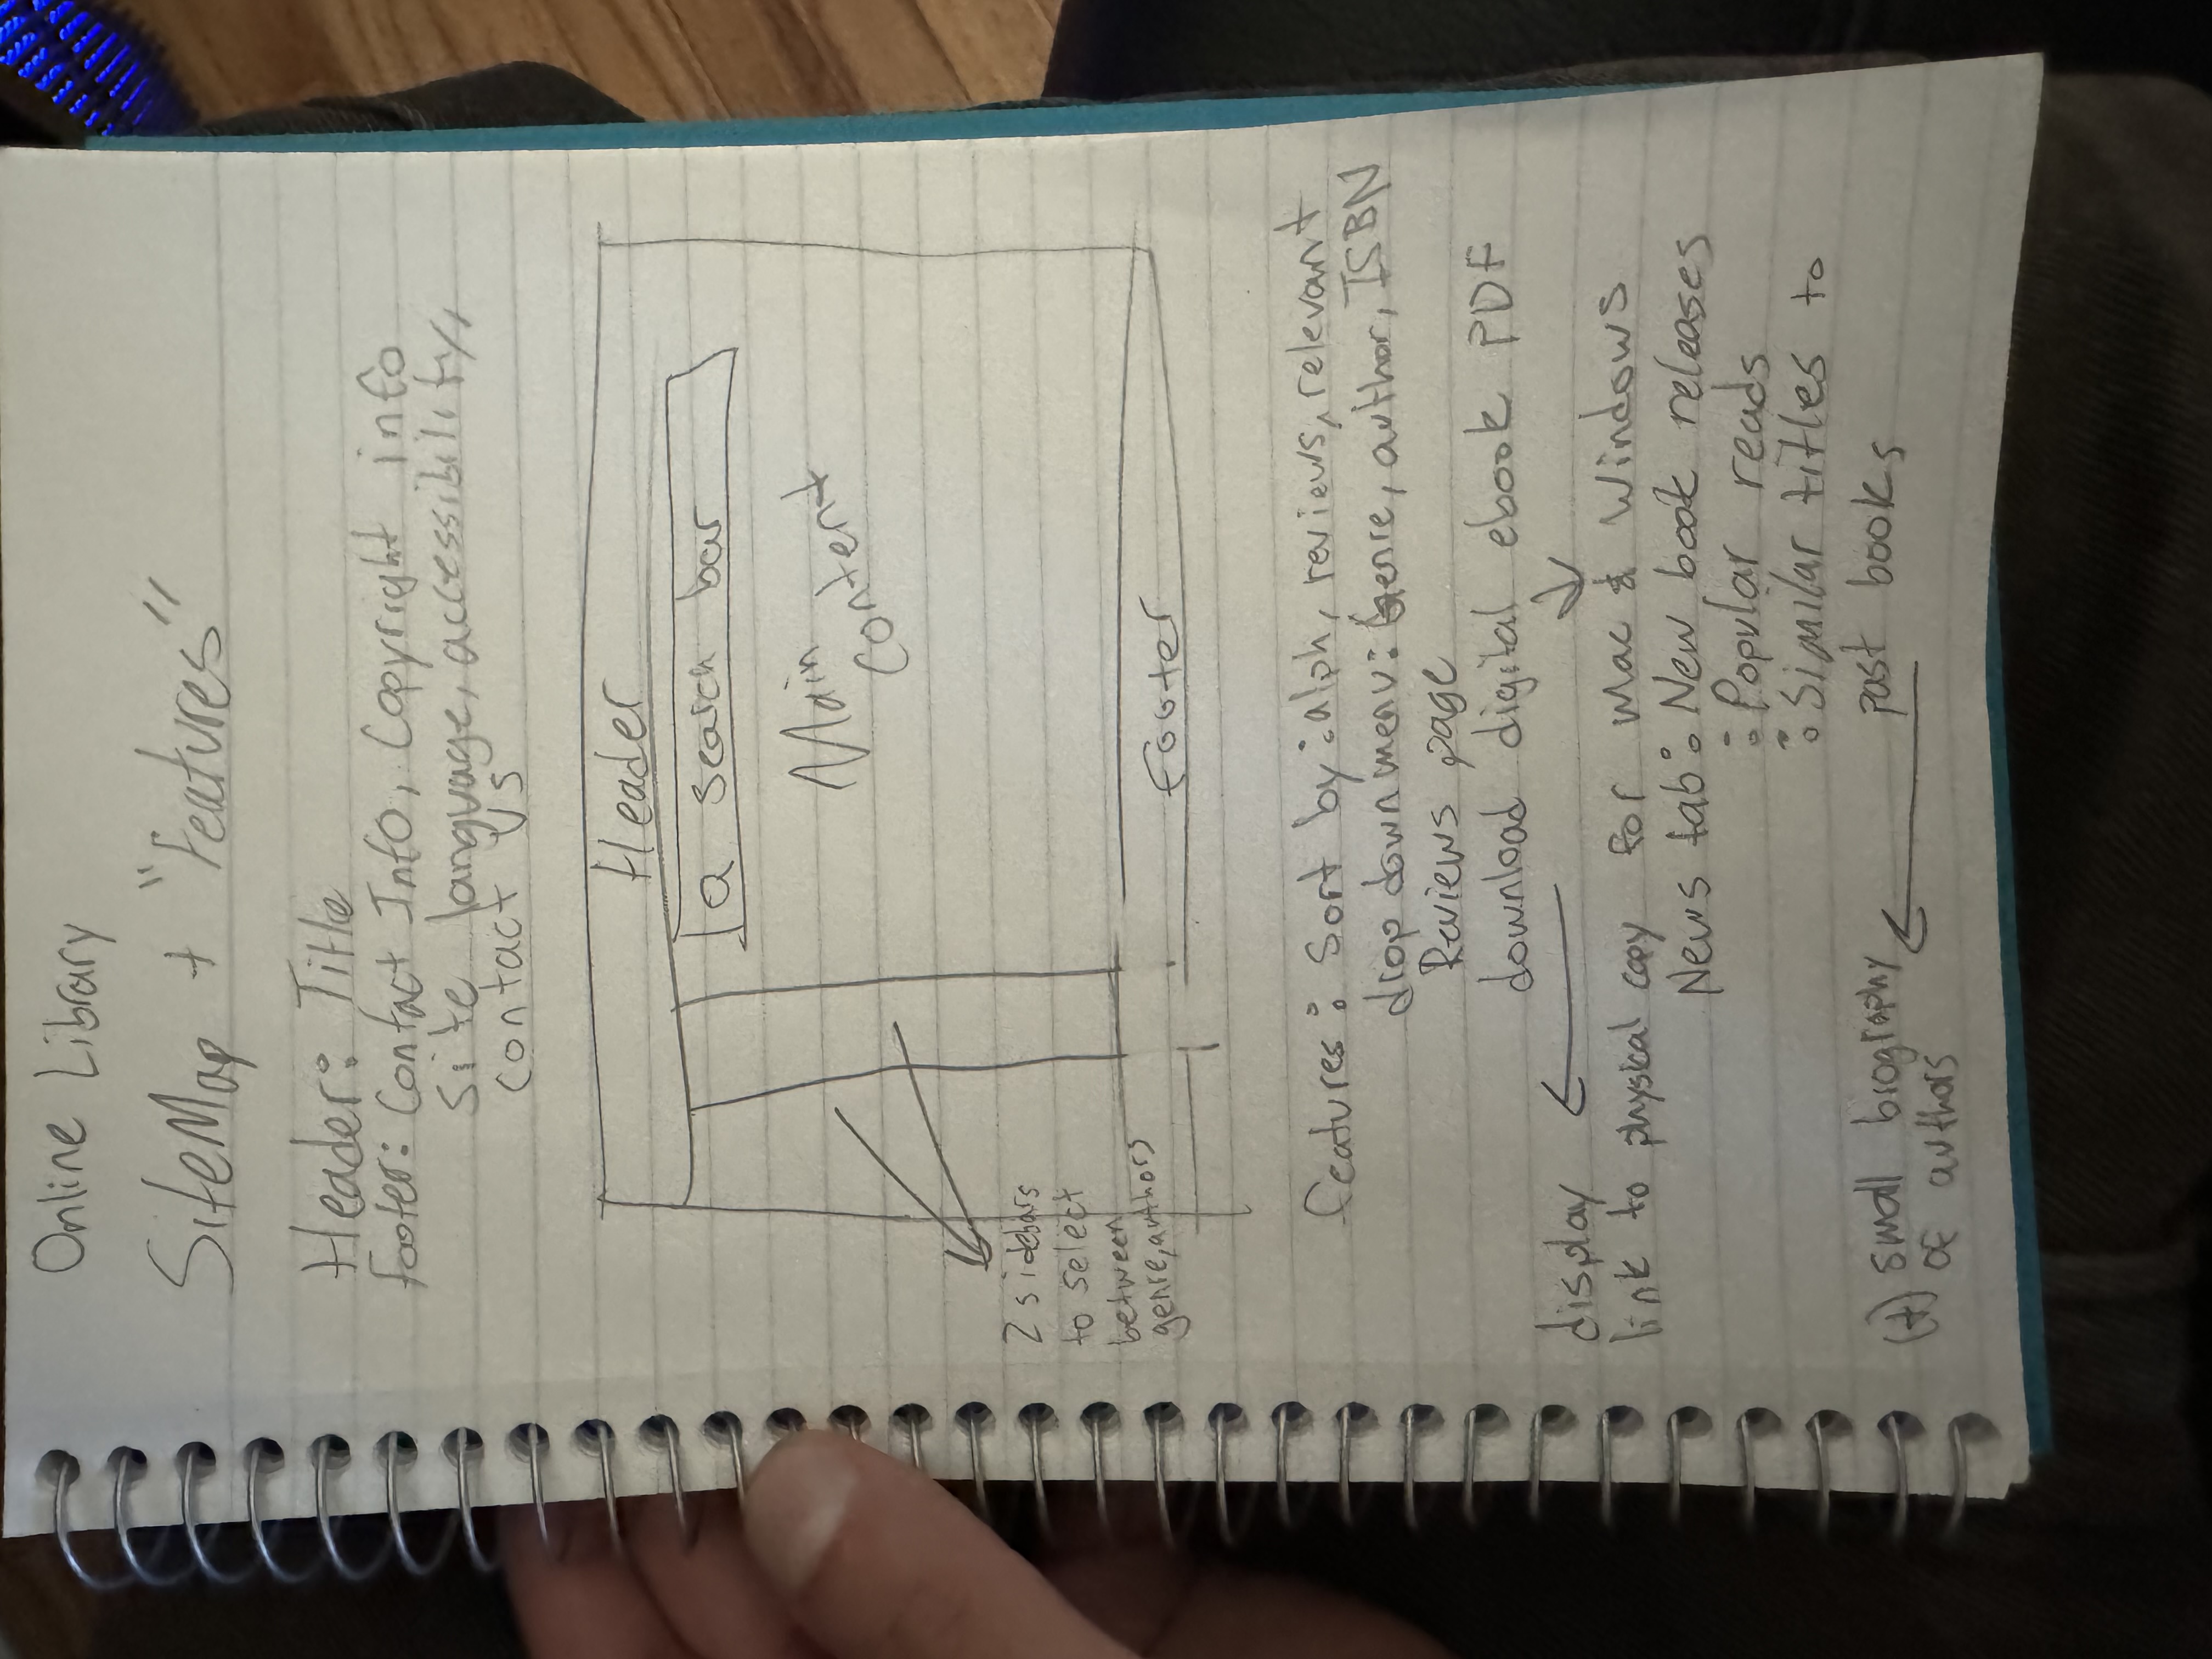 Online Library
SiteMap + "Features"
Header: Title
footer: Contact Info, Copyright info
site language, accessibility,
contact Us
Header
a search bar
Main
content
2 sidebars
to select
between
genre, authors
footer
features: Sort by: alph, reviews, relevant
drop down menu: Genre, author, ISBN
Reviews page
download digital ebook PDF
display
link to physical copy for Mac & Windows
News tab: New book releases
: Popular reads
: Similar titles to
past books
(+) small biography
of authors